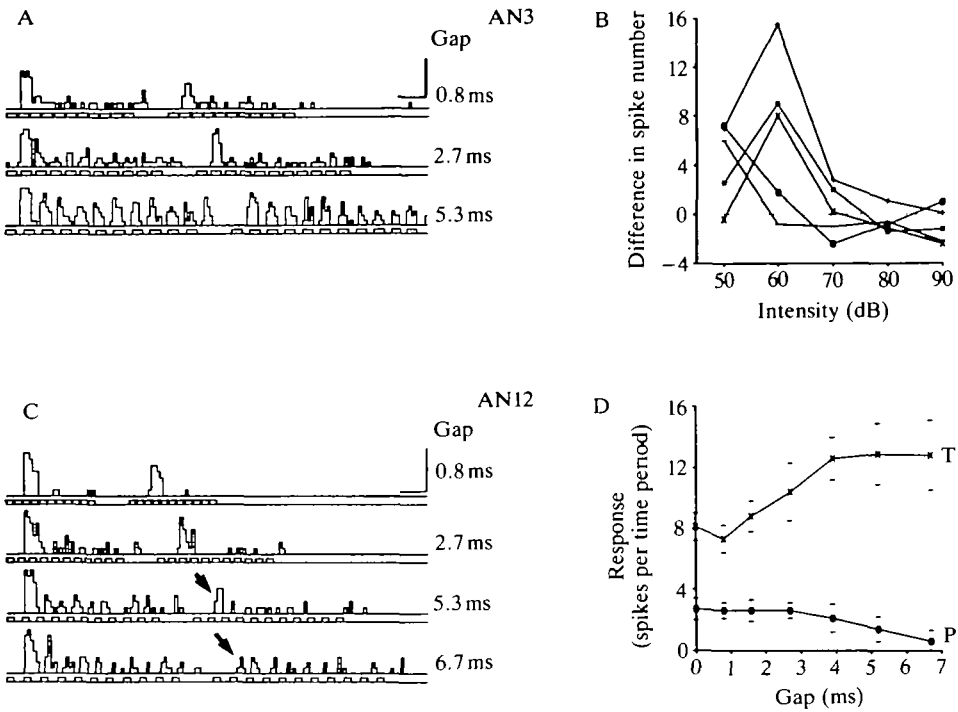 A
AN3
Gap
0.8 ms
2.7 ms
5.3 ms
B
Difference in spike number
16
12
8
4
0
−4
50 60 70 80 90
Intensity (dB)
C
AN12
Gap
0.8 ms
2.7 ms
5.3 ms
6.7 ms
D
Response
(spikes per time period)
16
12
8
4
0
T
P
0 1 2 3 4 5 6 7
Gap (ms)